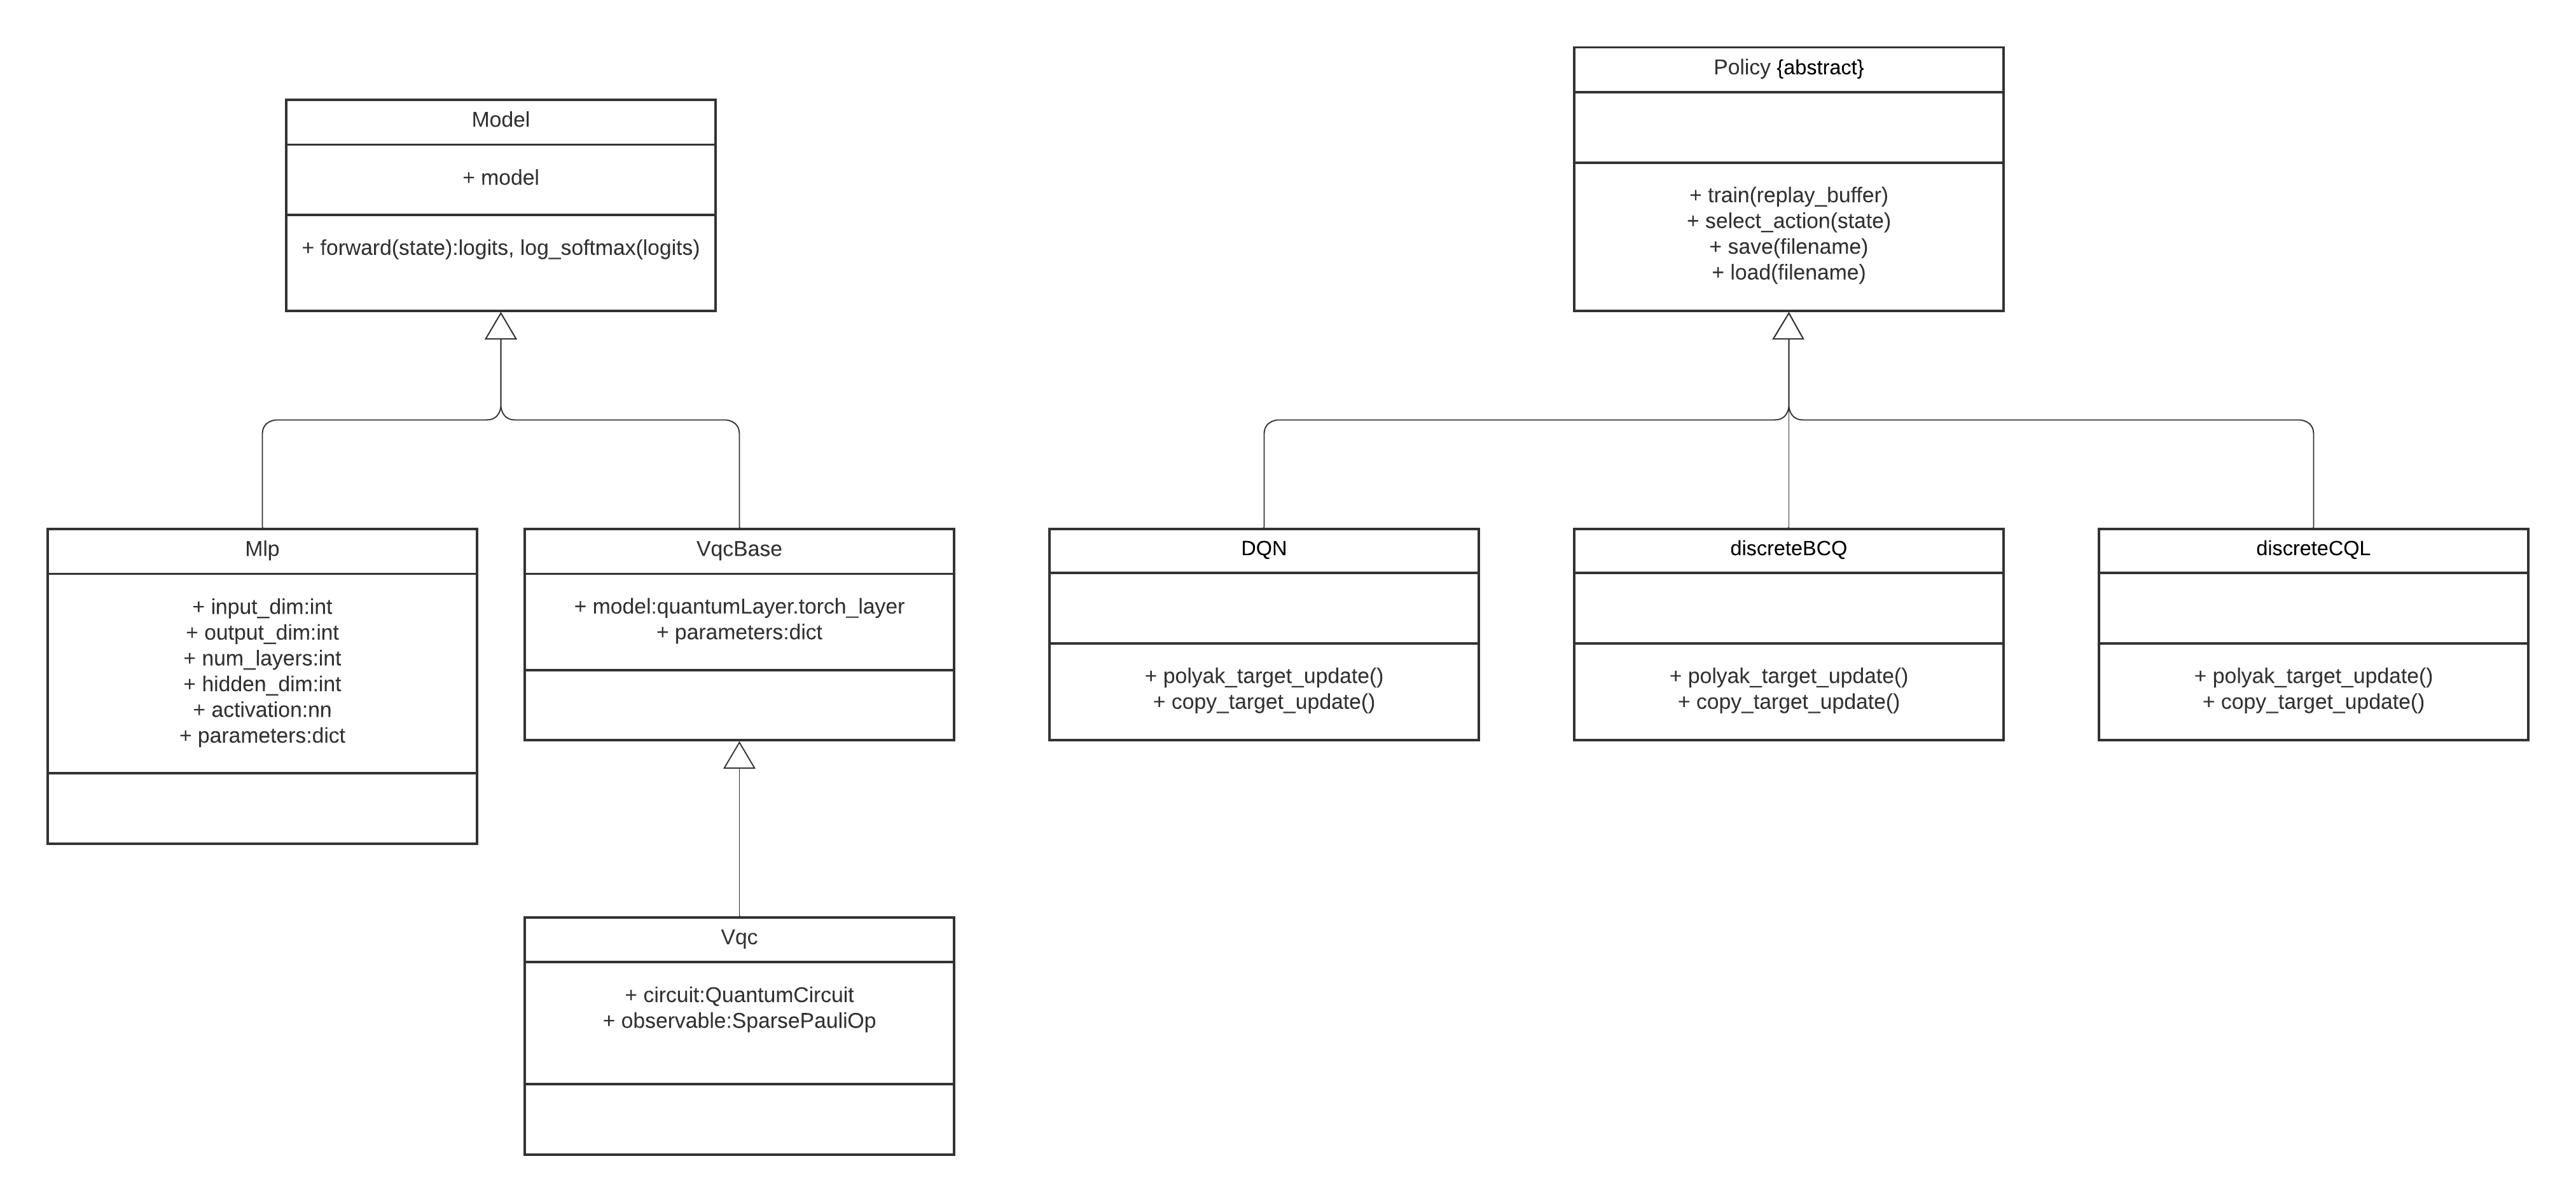 Model
+ model
+ forward(state):logits, log_softmax(logits)
Policy {abstract}
+ train(replay_buffer)
+ select_action(state)
+ save(filename)
+ load(filename)
Mlp
+ input_dim:int
+ output_dim:int
+ num_layers:int
+ hidden_dim:int
+ activation:nn
+ parameters:dict
VqcBase
+ model:quantumLayer.torch_layer
+ parameters:dict
DQN
+ polyak_target_update()
+ copy_target_update()
discreteBCQ
+ polyak_target_update()
+ copy_target_update()
discreteCQL
+ polyak_target_update()
+ copy_target_update()
Vqc
+ circuit:QuantumCircuit
+ observable:SparsePauliOp